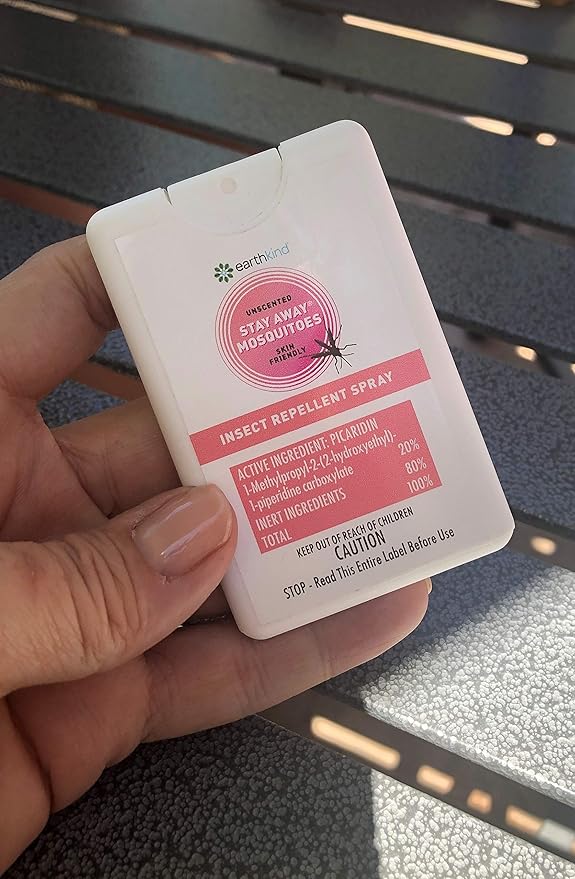 earthkind®
UNSCENTED
STAY AWAY®
MOSQUITOES
SKIN
FRIENDLY
INSECT REPELLENT SPRAY
ACTIVE INGREDIENT: PICARIDIN
1-Methylpropyl-2-(2-hydroxyethyl)-
1-piperidine carboxylate 20%
INERT INGREDIENTS 80%
TOTAL 100%
KEEP OUT OF REACH OF CHILDREN
CAUTION
STOP - Read This Entire Label Before Use